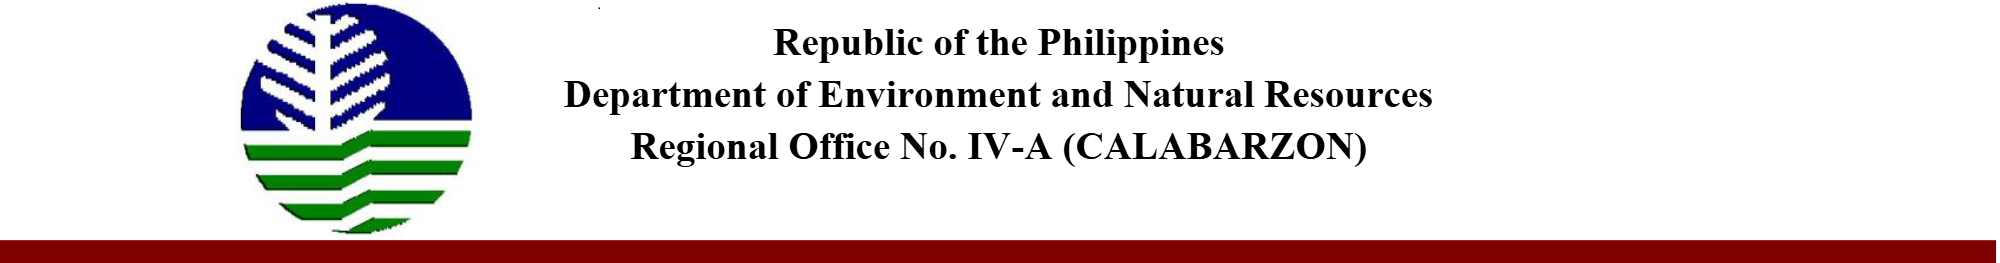 Republic of the Philippines
Department of Environment and Natural Resources
Regional Office No. IV-A (CALABARZON)